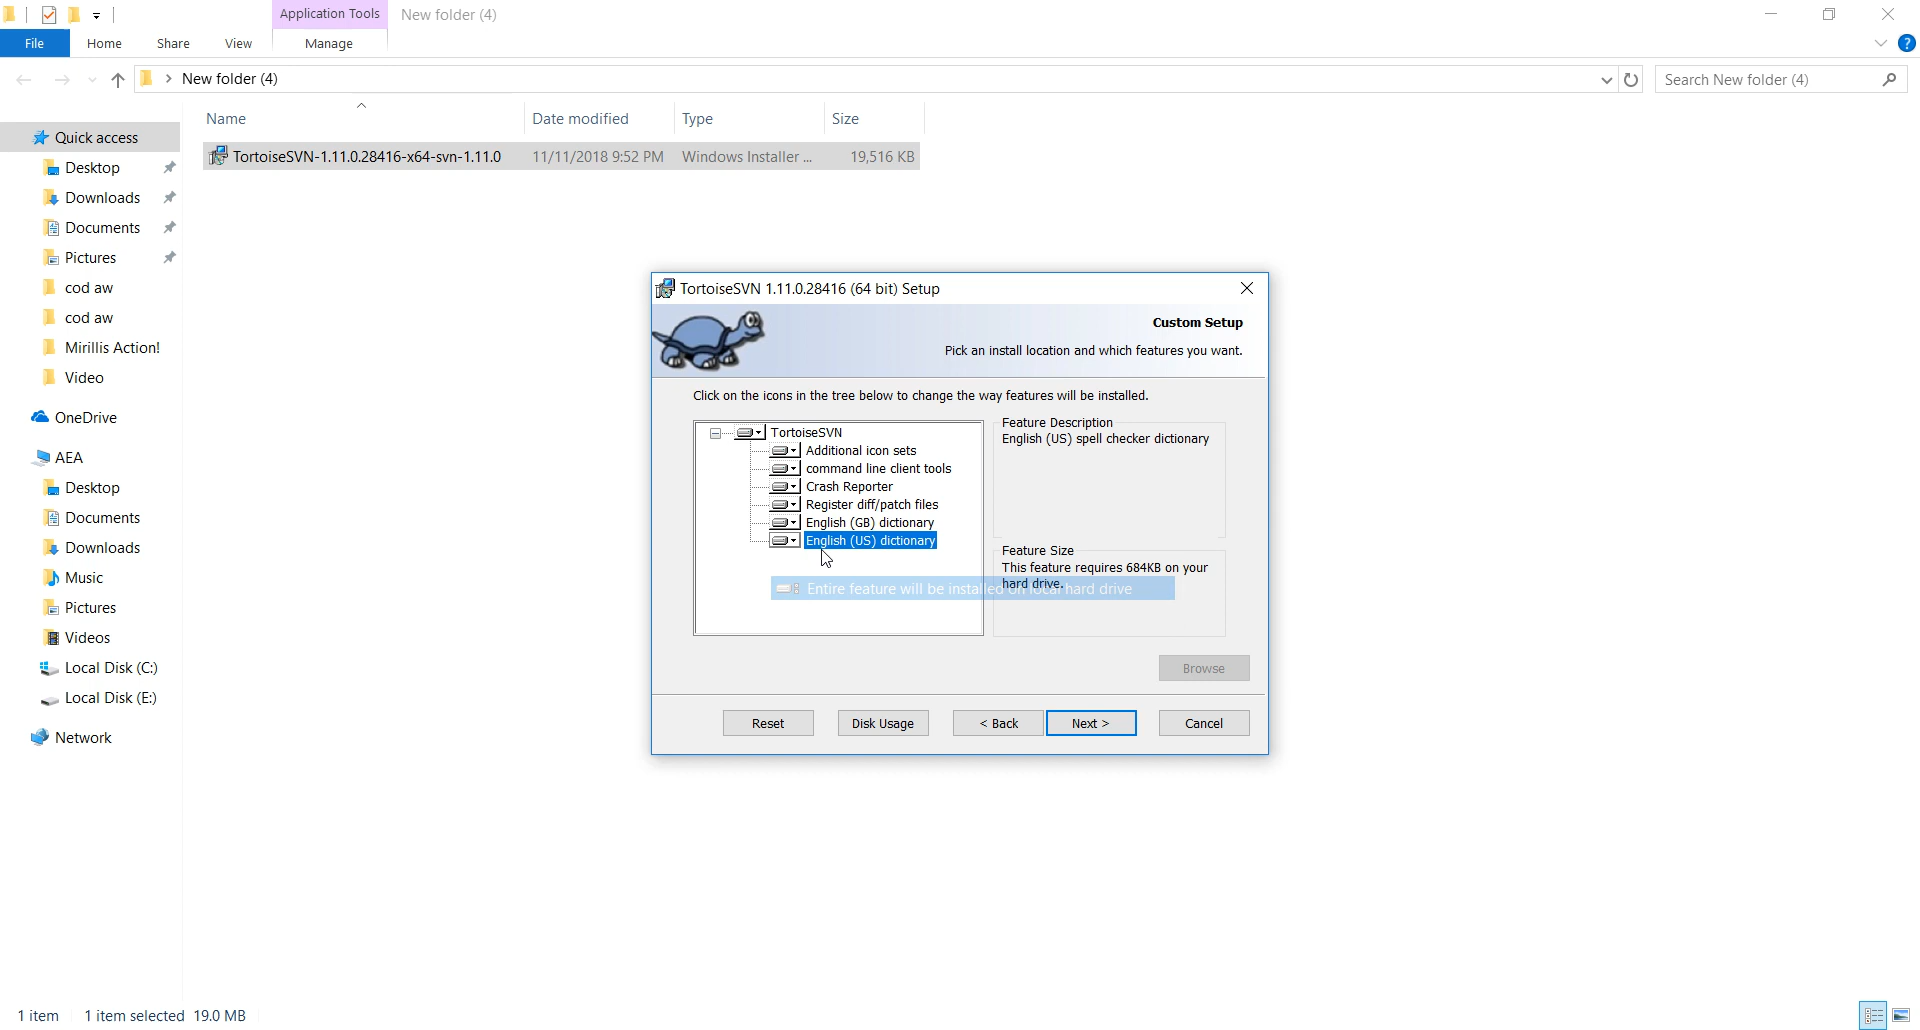 Application Tools New folder (4)
File Home Share View Manage
New folder (4) Search New folder (4)
Name Date modified Type Size
Quick access
TortoiseSVN-1.11.0.28416-x64-svn-1.11.0 11/11/2018 9:52 PM Windows Installer ... 19,516 KB
Desktop
Downloads
Documents
Pictures
cod aw
cod aw
Mirillis Action!
Video
OneDrive
AEA
Desktop
Documents
Downloads
Music
Pictures
Videos
Local Disk (C:)
Local Disk (E:)
Network
TortoiseSVN 1.11.0.28416 (64 bit) Setup
Custom Setup
Pick an install location and which features you want.
Click on the icons in the tree below to change the way features will be installed.
TortoiseSVN
Additional icon sets
command line client tools
Crash Reporter
Register diff/patch files
English (GB) dictionary
English (US) dictionary
Entire feature will be installed on local hard drive
Feature Description
English (US) spell checker dictionary
Feature Size
This feature requires 684KB on your
hard drive.
Browse
Reset Disk Usage < Back Next > Cancel
1 item 1 item selected 19.0 MB